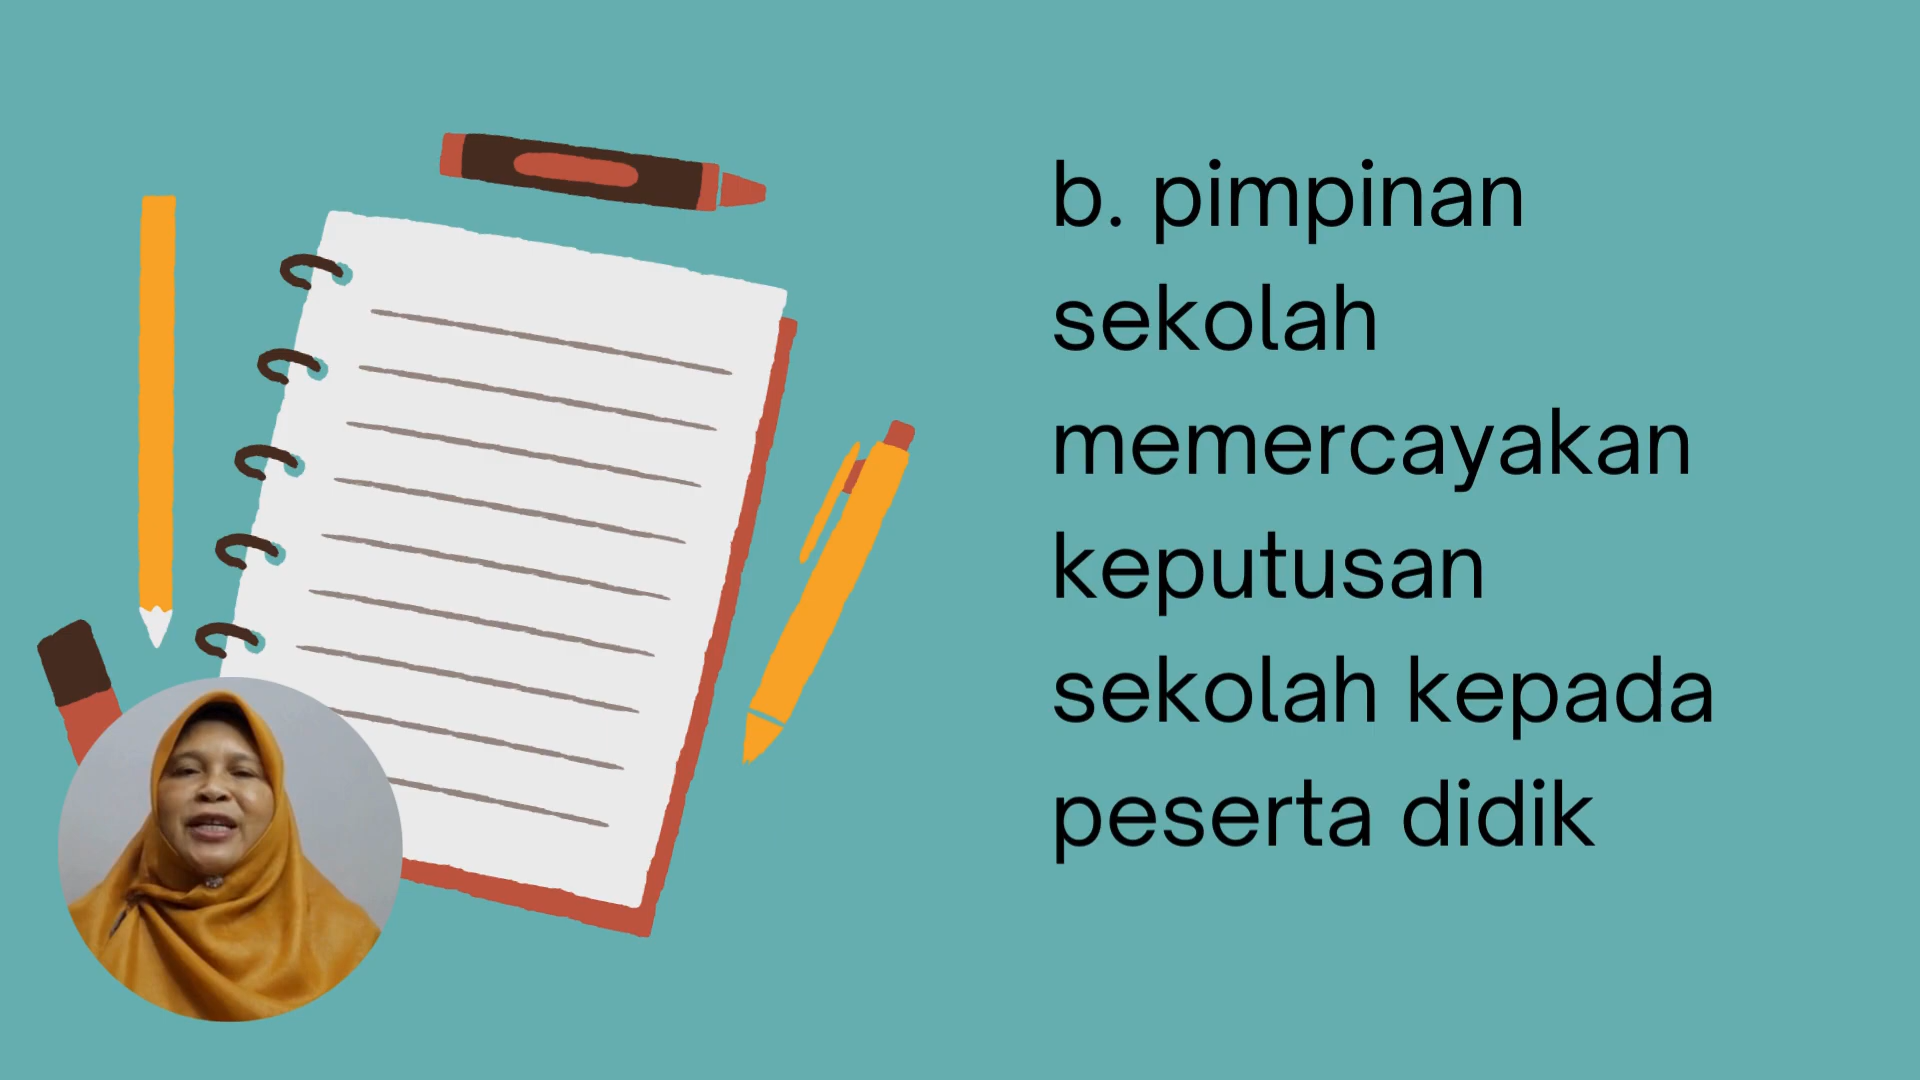 b. pimpinan
sekolah
memercayakan
keputusan
sekolah kepada
peserta didik